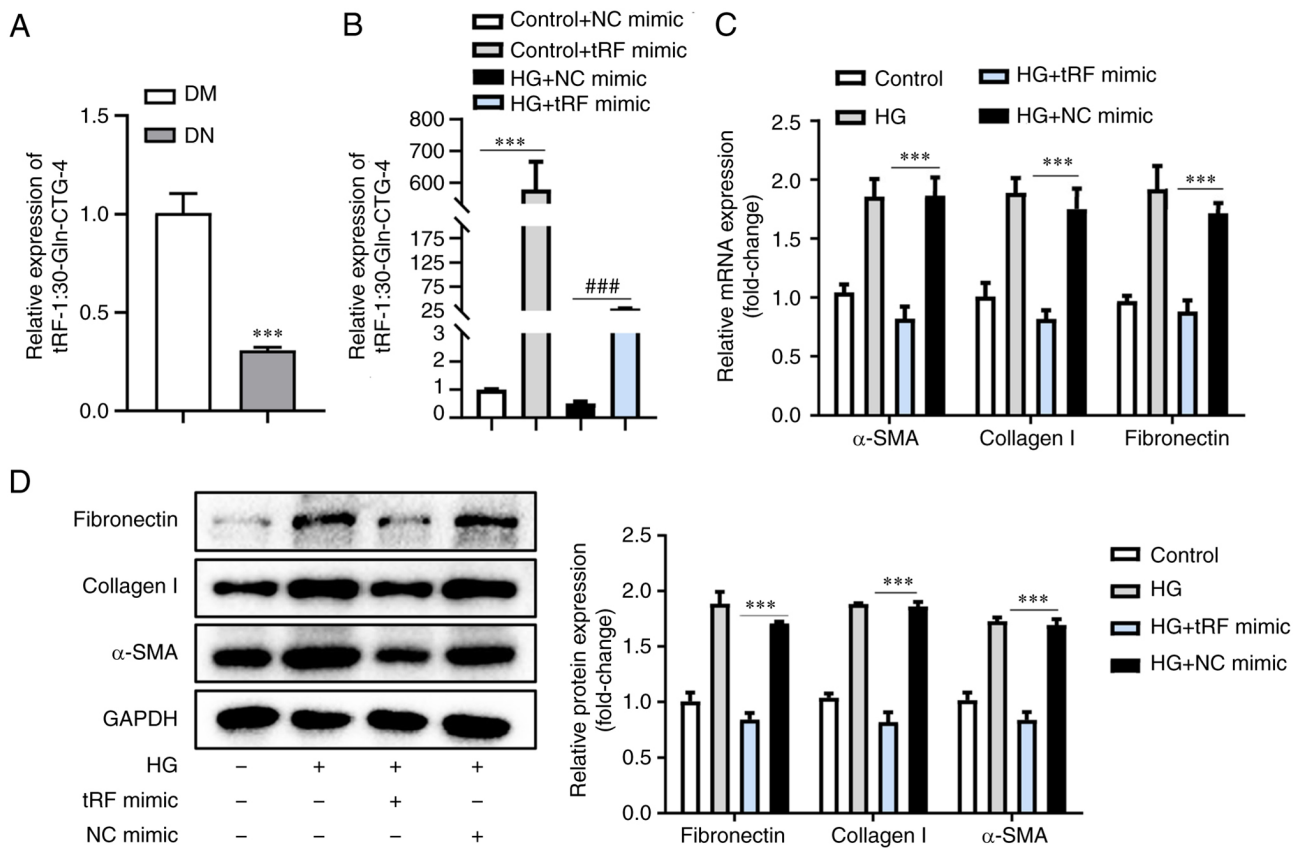 A
DM
DN
Relative expression of
tRF-1:30-Gln-CTG-4
1.5
1.0
0.5
0.0
***
B
Control+NC mimic
Control+tRF mimic
HG+NC mimic
HG+tRF mimic
Relative expression of
tRF-1:30-Gln-CTG-4
800
700
600
175
125
75
25
3
2
1
0
***
###
C
Control
HG
HG+tRF mimic
HG+NC mimic
Relative mRNA expression
(fold-change)
2.5
2.0
1.5
1.0
0.5
0.0
*** *** ***
α-SMA Collagen I Fibronectin
D
Fibronectin
Collagen I
α-SMA
GAPDH
HG – + + +
tRF mimic – – + –
NC mimic – – – +
Relative protein expression
(fold-change)
2.5
2.0
1.5
1.0
0.5
0.0
*** *** ***
Fibronectin Collagen I α-SMA
Control
HG
HG+tRF mimic
HG+NC mimic